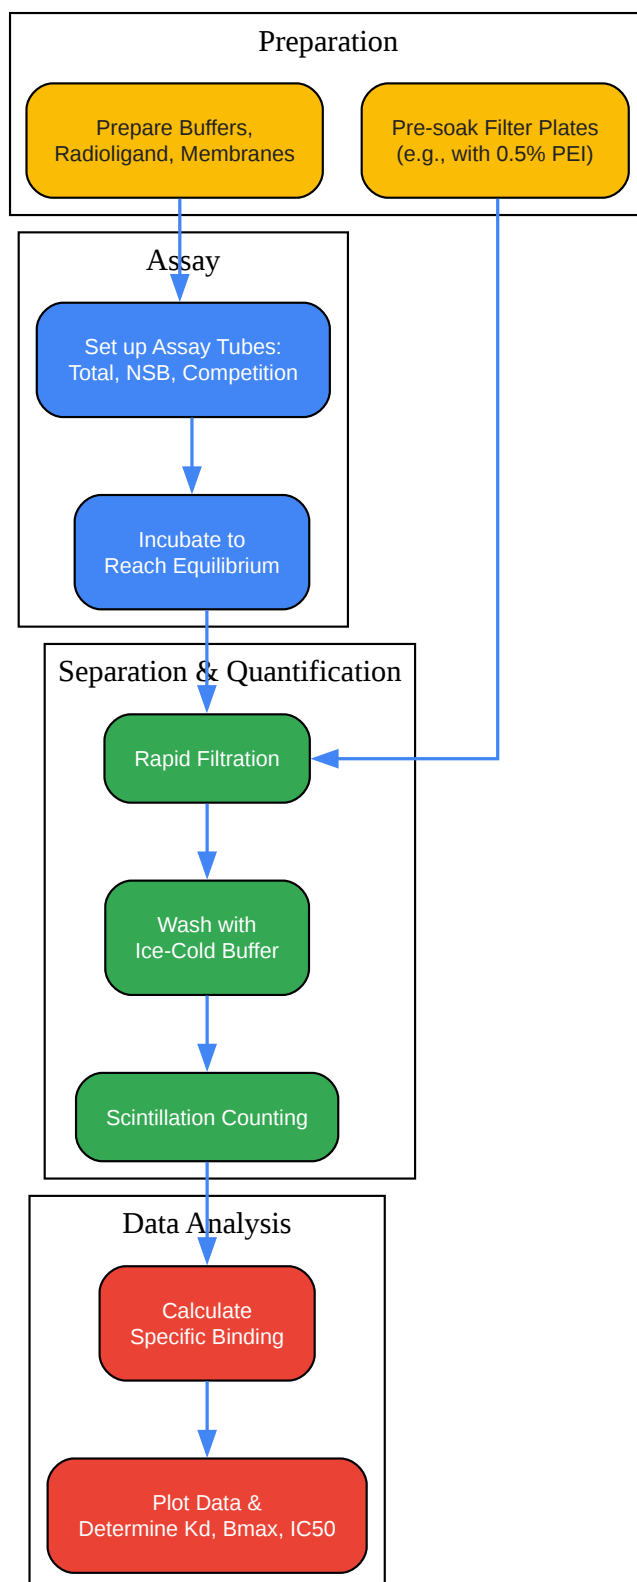 Preparation
Prepare Buffers,
Radioligand, Membranes
Pre-soak Filter Plates
(e.g., with 0.5% PEI)
Assay
Set up Assay Tubes:
Total, NSB, Competition
Incubate to
Reach Equilibrium
Separation & Quantification
Rapid Filtration
Wash with
Ice-Cold Buffer
Scintillation Counting
Data Analysis
Calculate
Specific Binding
Plot Data &
Determine Kd, Bmax, IC50